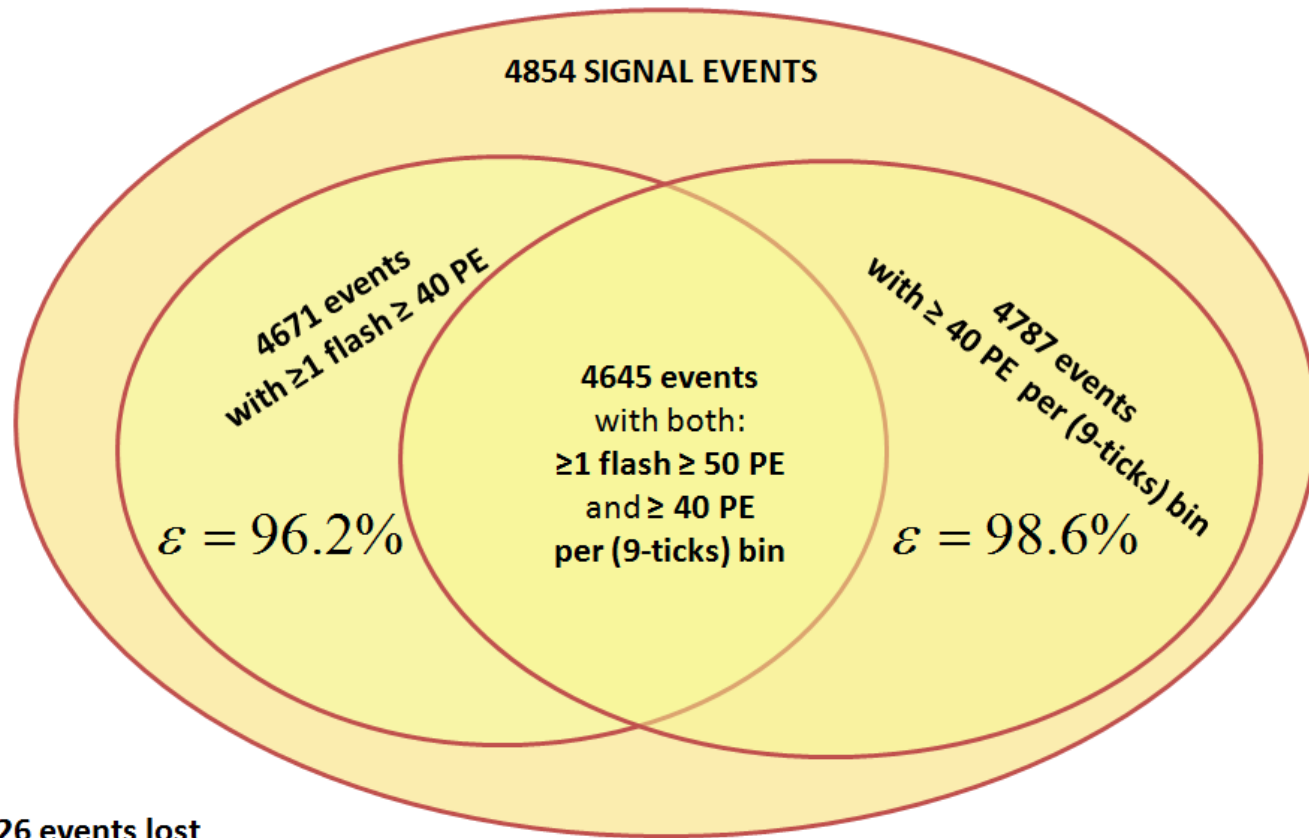 4854 SIGNAL EVENTS
4671 events
with ≥1 flash ≥ 40 PE
ε = 96.2%
4645 events
with both:
≥1 flash ≥ 50 PE
and ≥ 40 PE
per (9-ticks) bin
4787 events
with ≥ 40 PE per (9-ticks) bin
ε = 98.6%
26 events lost